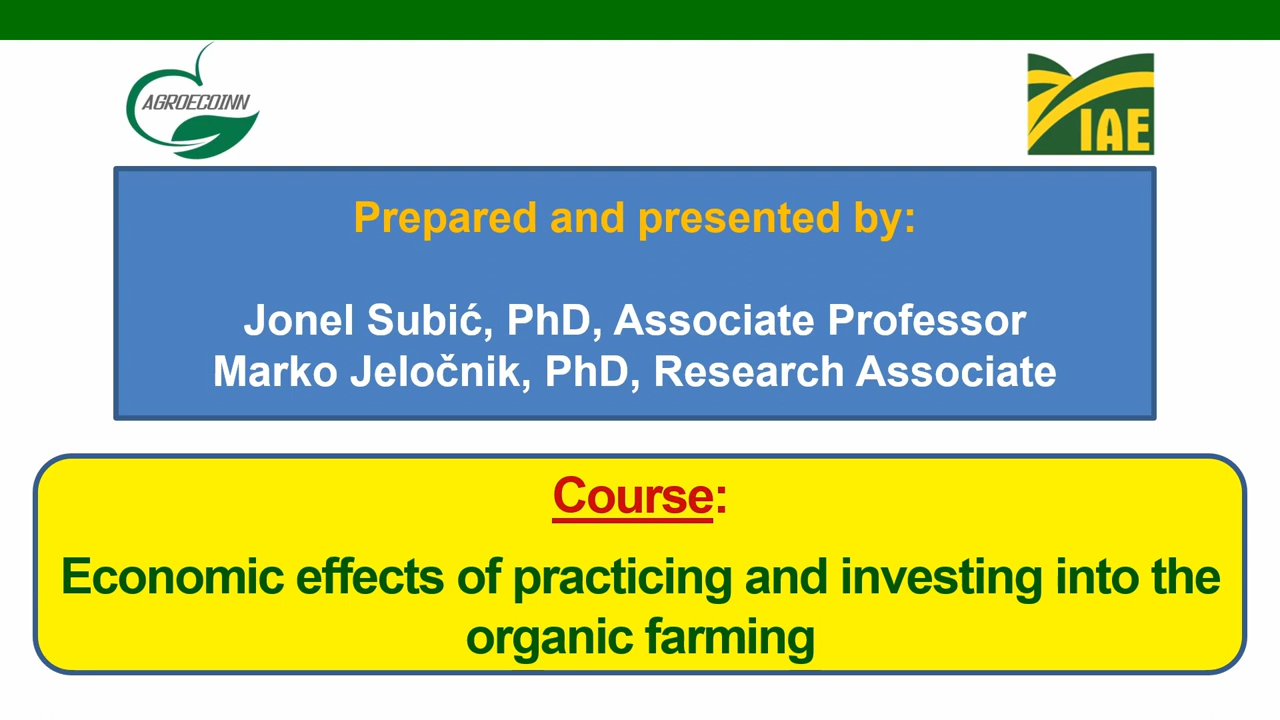 AGROECOINN
IAE
Prepared and presented by:
Jonel Subić, PhD, Associate Professor
Marko Jeločnik, PhD, Research Associate
Course:
Economic effects of practicing and investing into the
organic farming